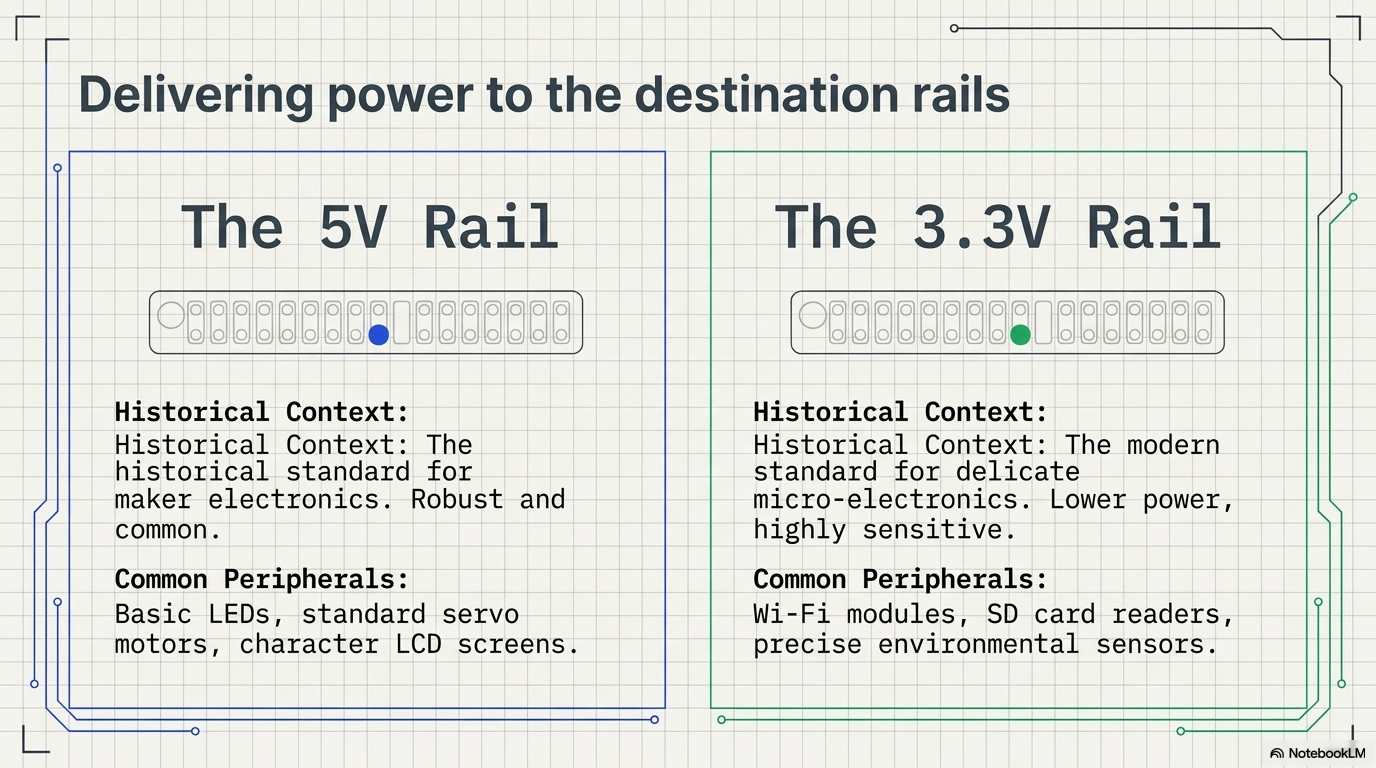 Delivering power to the destination rails
The 5V Rail
Historical Context:
Historical Context: The
historical standard for
maker electronics. Robust and
common.
Common Peripherals:
Basic LEDs, standard servo
motors, character LCD screens.
The 3.3V Rail
Historical Context:
Historical Context: The modern
standard for delicate
micro-electronics. Lower power,
highly sensitive.
Common Peripherals:
Wi-Fi modules, SD card readers,
precise environmental sensors.
NotebookLM